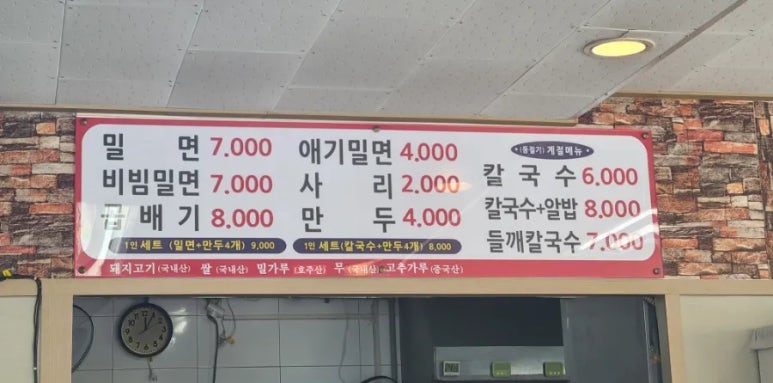 밀 면 7.000
비빔밀면 7.000
곱 배 기 8.000
1인 세트 (밀면+만두4개) 9,000
애기밀면 4.000
사 리 2.000
만 두 4.000
1인 세트(칼국수+만두4개) 8,000
(동절기) 계절메뉴
칼 국 수 6.000
칼국수+알밥 8.000
들깨칼국수 7.000
돼지고기(국내산) 쌀(국내산) 밀가루(호주산) 무(국내산) 고추가루(중국산)